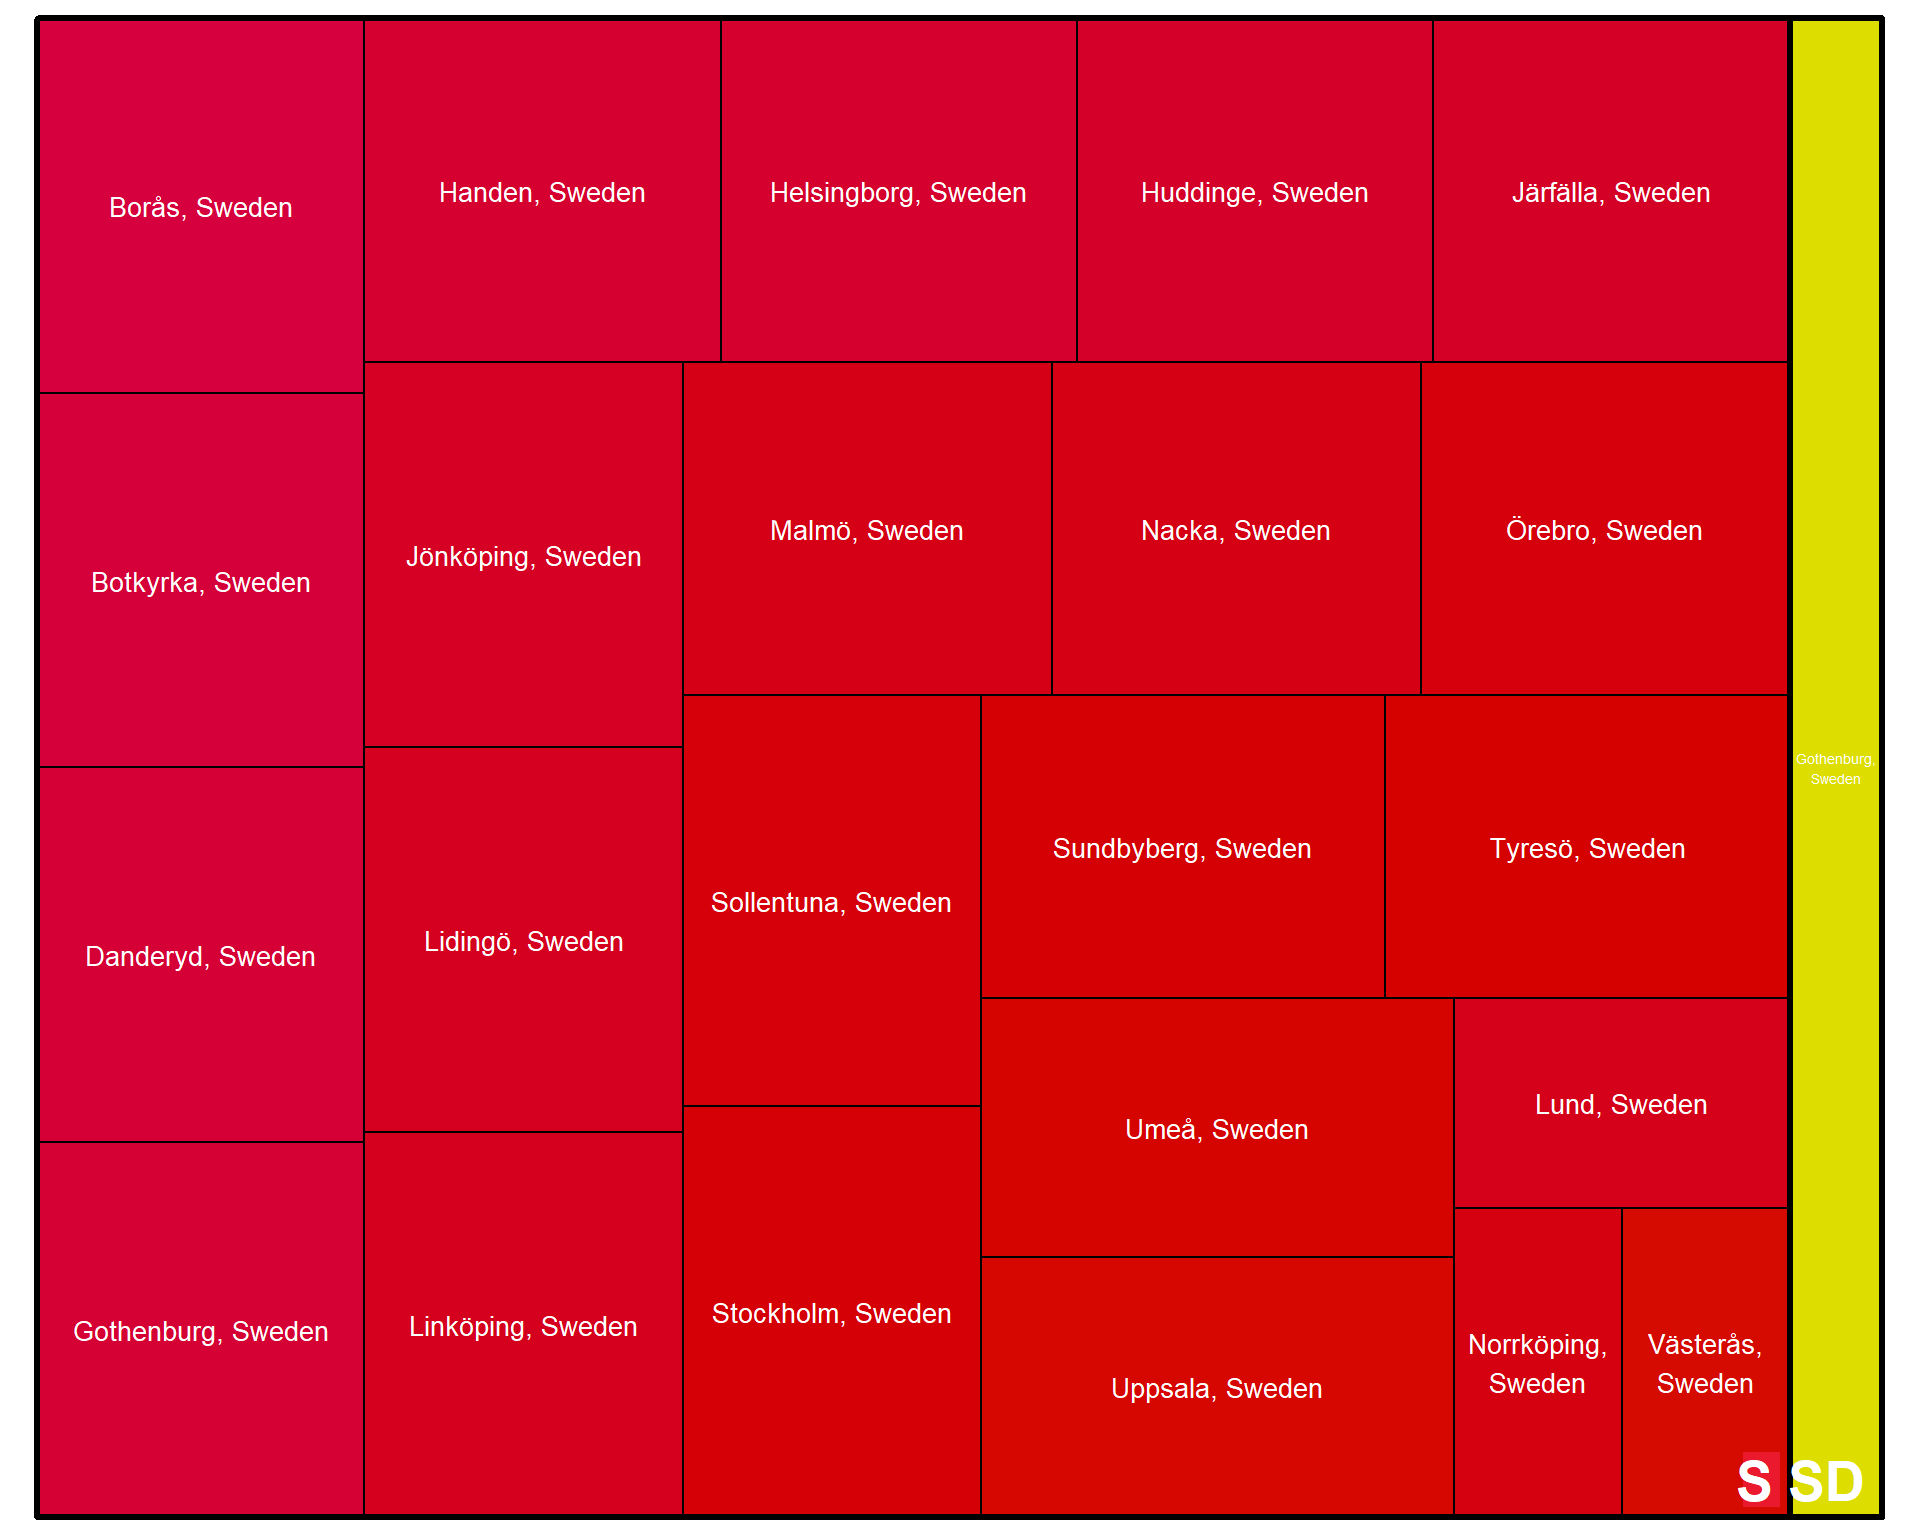 Borås, Sweden
Handen, Sweden
Helsingborg, Sweden
Huddinge, Sweden
Järfälla, Sweden
Botkyrka, Sweden
Jönköping, Sweden
Malmö, Sweden
Nacka, Sweden
Örebro, Sweden
Danderyd, Sweden
Lidingö, Sweden
Sollentuna, Sweden
Sundbyberg, Sweden
Tyresö, Sweden
Gothenburg, Sweden
Linköping, Sweden
Stockholm, Sweden
Umeå, Sweden
Lund, Sweden
Uppsala, Sweden
Norrköping,
Sweden
Västerås,
Sweden
S
Gothenburg,
Sweden
SD